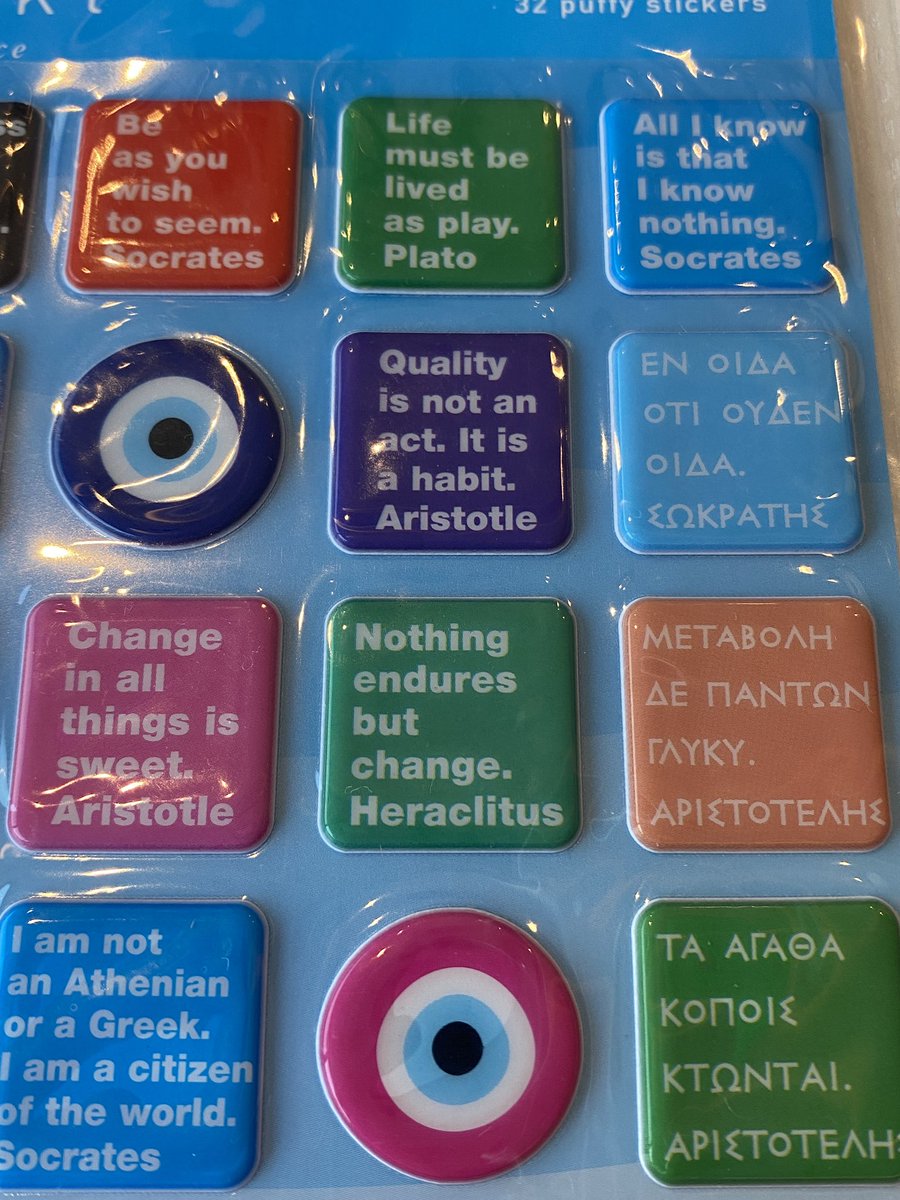 32 puffy stickers
Be
as you
wish
to seem.
Socrates
Life
must be
lived
as play.
Plato
All I know
is that
I know
nothing.
Socrates
Quality
is not an
act. It is
a habit.
Aristotle
ΕΝ ΟΙΔΑ
ΟΤΙ ΟΥΔΕΝ
ΟΙΔΑ.
ΣΩΚΡΑΤΗΣ
Change
in all
things is
sweet.
Aristotle
Nothing
endures
but
change.
Heraclitus
ΜΕΤΑΒΟΛΗ
ΔΕ ΠΑΝΤΩΝ
ΓΛΥΚΥ.
ΑΡΙΣΤΟΤΕΛΗΣ
I am not
an Athenian
or a Greek.
I am a citizen
of the world.
Socrates
ΤΑ ΑΓΑΘΑ
ΚΟΠΟΙΣ
ΚΤΩΝΤΑΙ.
ΑΡΙΣΤΟΤΕΛΗΣ